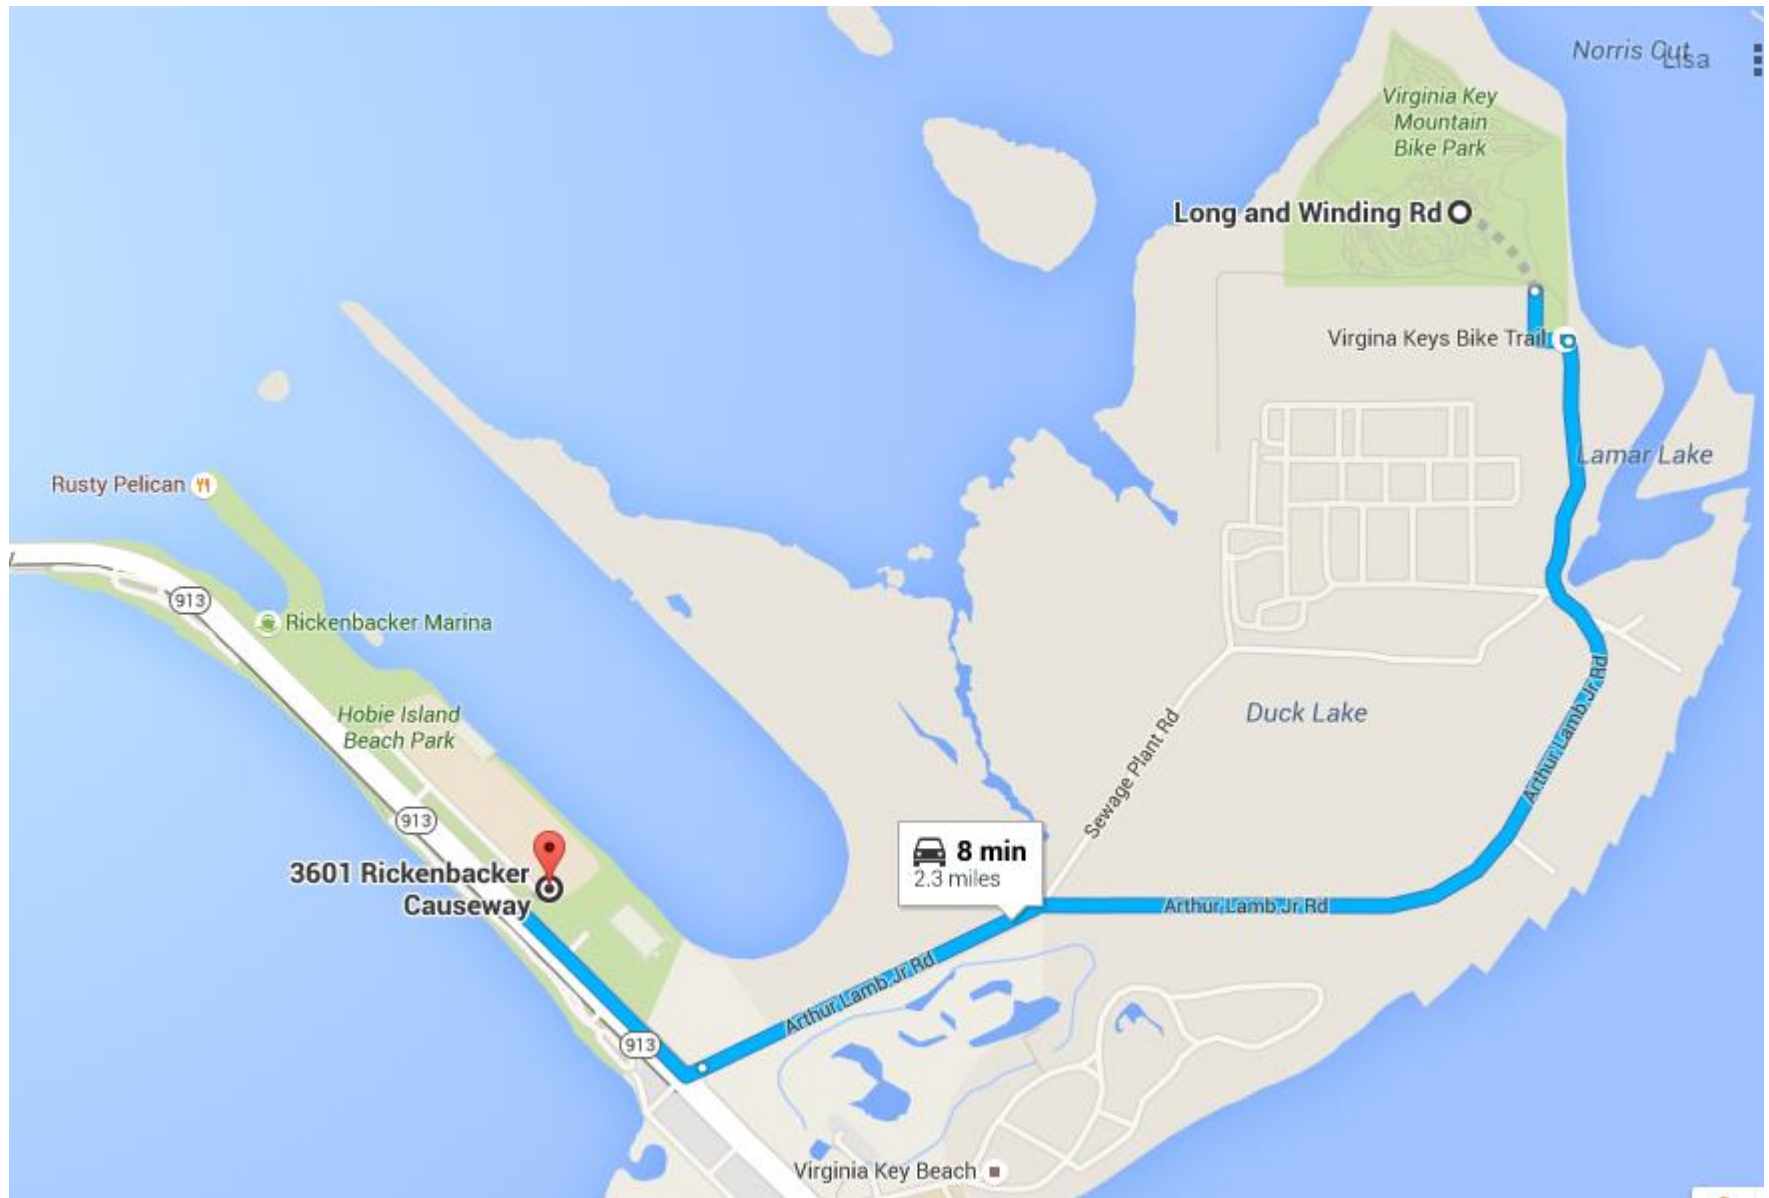 Norris Cut
Lisa
Virginia Key
Mountain
Bike Park
Long and Winding Rd
Virgina Keys Bike Trail
Lamar Lake
Rusty Pelican
913
Rickenbacker Marina
Hobie Island
Beach Park
Duck Lake
Arthur Lamb Jr Rd
Sewage Plant Rd
913
8 min
2.3 miles
3601 Rickenbacker
Causeway
Arthur Lamb Jr Rd
Arthur Lamb Jr Rd
913
Virginia Key Beach